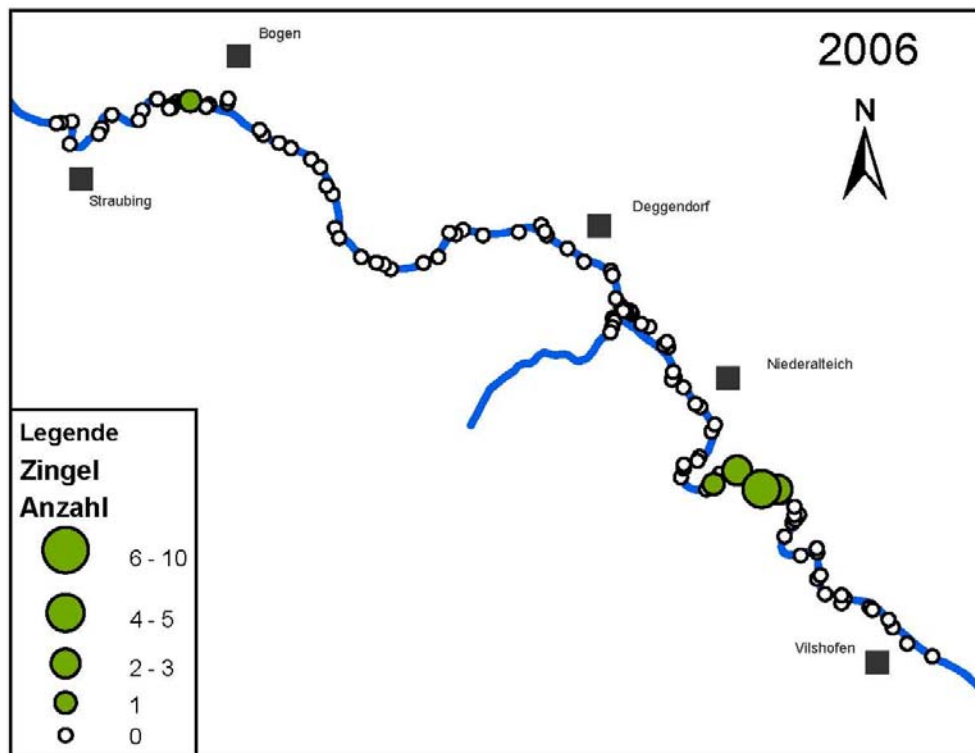 2006
N
Bogen
Straubing
Deggendorf
Niederalteich
Vilshofen
Legende
Zingel
Anzahl
6 - 10
4 - 5
2 - 3
1
0